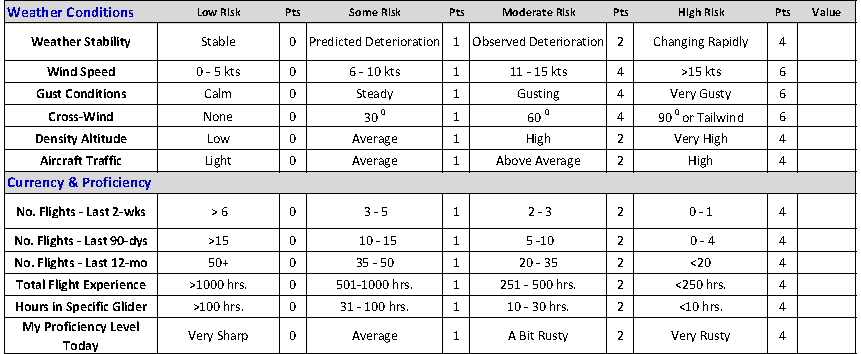 Weather Conditions Low Risk Pts Some Risk Pts Moderate Risk Pts High Risk Pts Value
Weather Stability Stable 0 Predicted Deterioration 1 Observed Deterioration 2 Changing Rapidly 4
Wind Speed 0 - 5 kts 0 6 - 10 kts 1 11 - 15 kts 4 >15 kts 6
Gust Conditions Calm 0 Steady 1 Gusting 4 Very Gusty 6
Cross-Wind None 0 30 0 1 60 0 4 90 0 or Tailwind 6
Density Altitude Low 0 Average 1 High 2 Very High 4
Aircraft Traffic Light 0 Average 1 Above Average 2 High 4
Currency & Proficiency
No. Flights - Last 2-wks > 6 0 3 - 5 1 2 - 3 2 0 - 1 4
No. Flights - Last 90-dys >15 0 10 - 15 1 5 -10 2 0 - 4 4
No. Flights - Last 12-mo 50+ 0 35 - 50 1 20 - 35 2 <20 4
Total Flight Experience >1000 hrs. 0 501-1000 hrs. 1 251 - 500 hrs. 2 <250 hrs. 4
Hours in Specific Glider >100 hrs. 0 31 - 100 hrs. 1 10 - 30 hrs. 2 <10 hrs. 4
My Proficiency Level
Today Very Sharp 0 Average 1 A Bit Rusty 2 Very Rusty 4